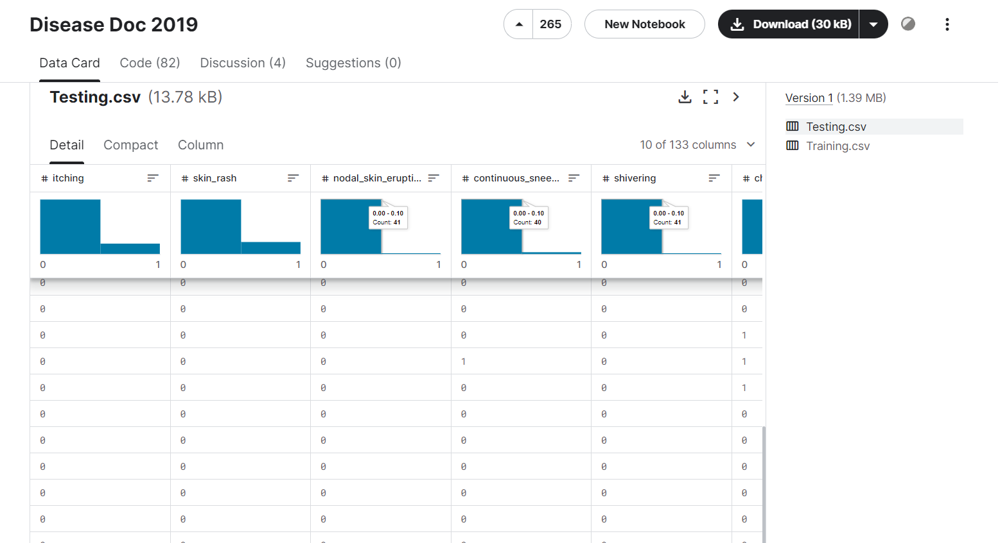 Disease Doc 2019
265
New Notebook
Download (30 kB)
Data Card Code (82) Discussion (4) Suggestions (0)
Testing.csv (13.78 kB)
Version 1 (1.39 MB)
Testing.csv
Training.csv
Detail Compact Column
10 of 133 columns
# itching # skin_rash # nodal_skin_erupti... # continuous_snee... # shivering # ch
0.00 - 0.10
Count: 41
0.00 - 0.10
Count: 40
0.00 - 0.10
Count: 41
0 1 0 1 0 1 0 1 0 1 0
0 0 0 0 0 0
0 0 0 0 0 0
0 0 0 0 0 1
0 0 0 1 0 1
0 0 0 0 0 1
0 0 0 0 0 0
0 0 0 0 0 0
0 0 0 0 0 0
0 0 0 0 0 0
0 0 0 0 0 0